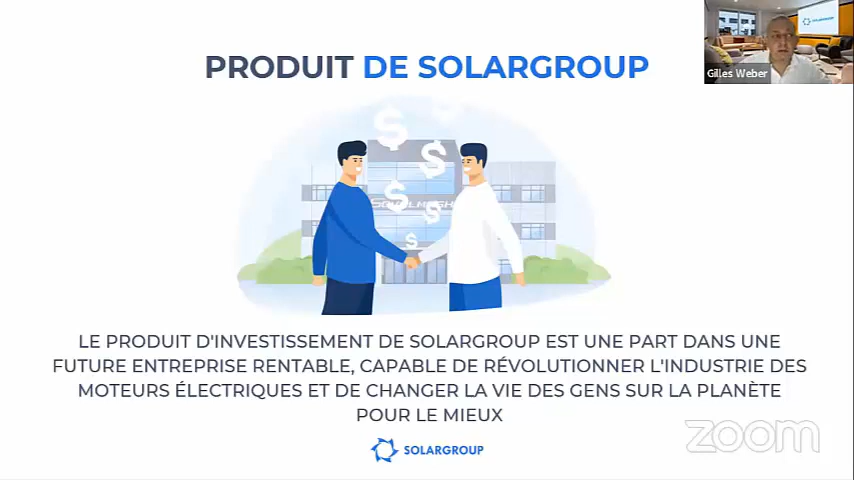 PRODUIT DE SOLARGROUP
SOLARGROUP
Gilles Weber
LE PRODUIT D'INVESTISSEMENT DE SOLARGROUP EST UNE PART DANS UNE
FUTURE ENTREPRISE RENTABLE, CAPABLE DE RÉVOLUTIONNER L'INDUSTRIE DES
MOTEURS ÉLECTRIQUES ET DE CHANGER LA VIE DES GENS SUR LA PLANÈTE
POUR LE MIEUX
zoom
SOLARGROUP